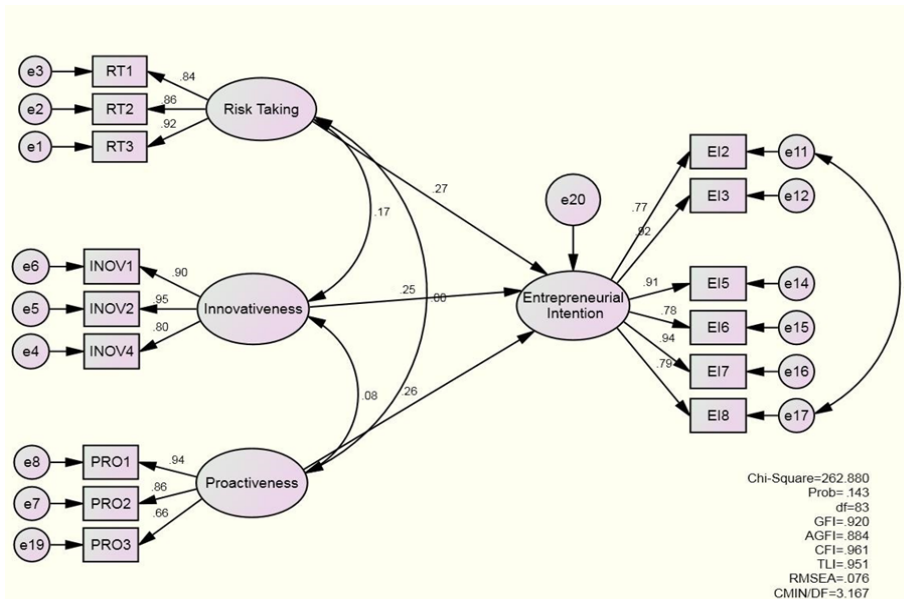 e3
RT1
.84
e2
RT2
.86
Risk Taking
e1
RT3
.92
e6
INOV1
.90
e5
INOV2
.95
Innovativeness
e4
INOV4
.80
e8
PRO1
.94
e7
PRO2
.86
Proactiveness
e19
PRO3
.66
.17
.08
.00
.27
.25
.26
e20
Entrepreneurial
Intention
.77
EI2
e11
.92
EI3
e12
.91
EI5
e14
.78
EI6
e15
.94
EI7
e16
.79
EI8
e17
Chi-Square=262.880
Prob= .143
df=83
GFI=.920
AGFI=.884
CFI=.961
TLI=.951
RMSEA=.076
CMIN/DF=3.167